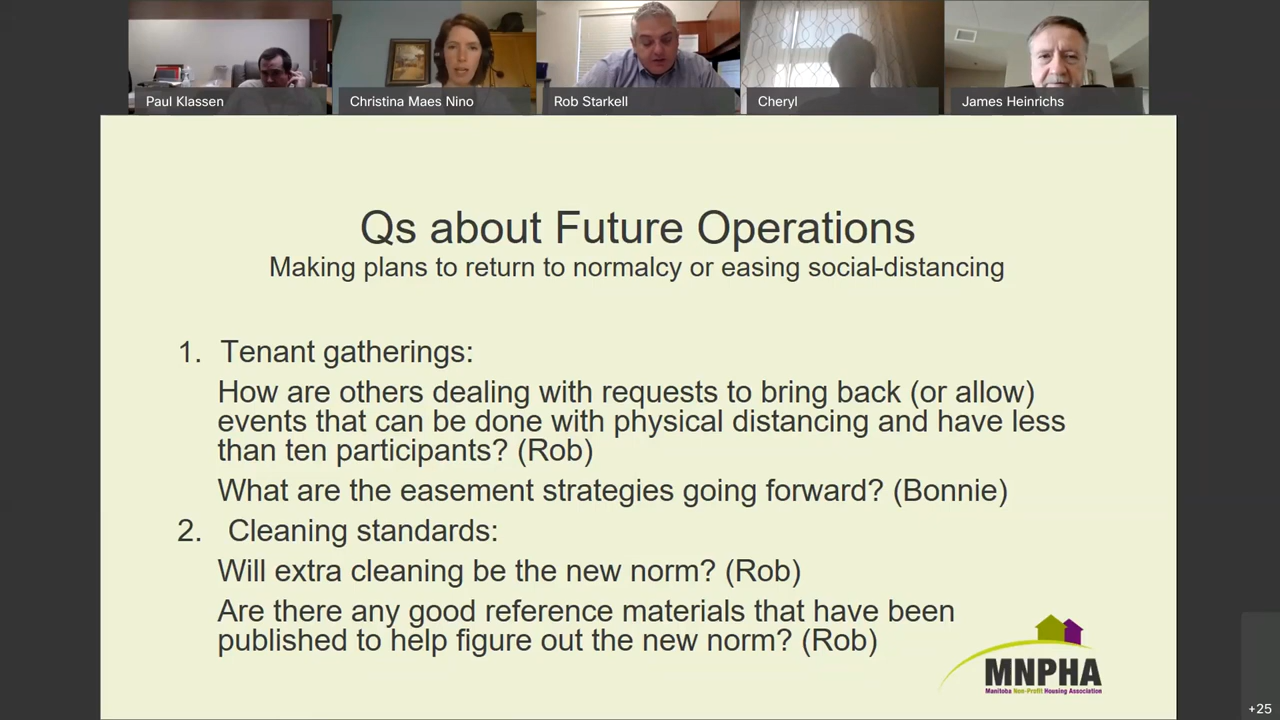 Paul Klassen
Christina Maes Nino
Rob Starkell
Cheryl
James Heinrichs
Qs about Future Operations
Making plans to return to normalcy or easing social-distancing
1. Tenant gatherings:
How are others dealing with requests to bring back (or allow)
events that can be done with physical distancing and have less
than ten participants? (Rob)
What are the easement strategies going forward? (Bonnie)
2. Cleaning standards:
Will extra cleaning be the new norm? (Rob)
Are there any good reference materials that have been
published to help figure out the new norm? (Rob)
MNPHA
Manitoba Non-Profit Housing Association
+25